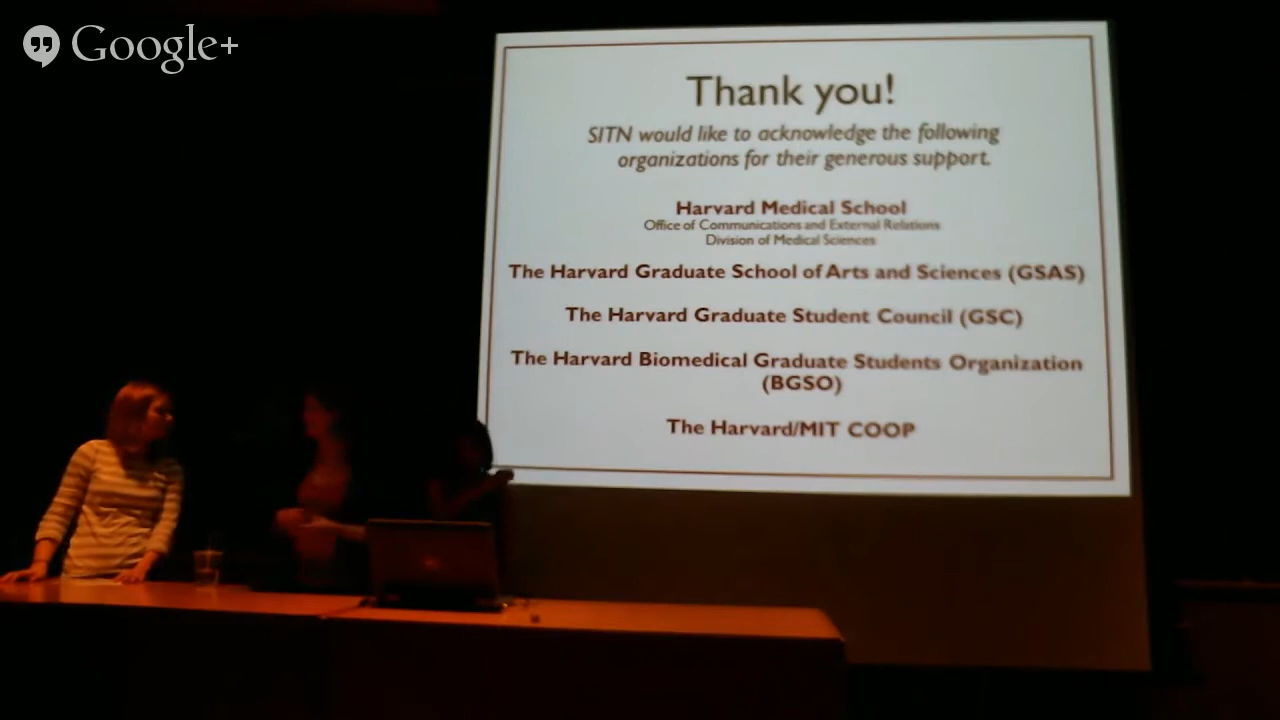 Google+
Thank you!
SITN would like to acknowledge the following
organizations for their generous support.
Harvard Medical School
Office of Communications and External Relations
Division of Medical Sciences
The Harvard Graduate School of Arts and Sciences (GSAS)
The Harvard Graduate Student Council (GSC)
The Harvard Biomedical Graduate Students Organization
(BGSO)
The Harvard/MIT COOP